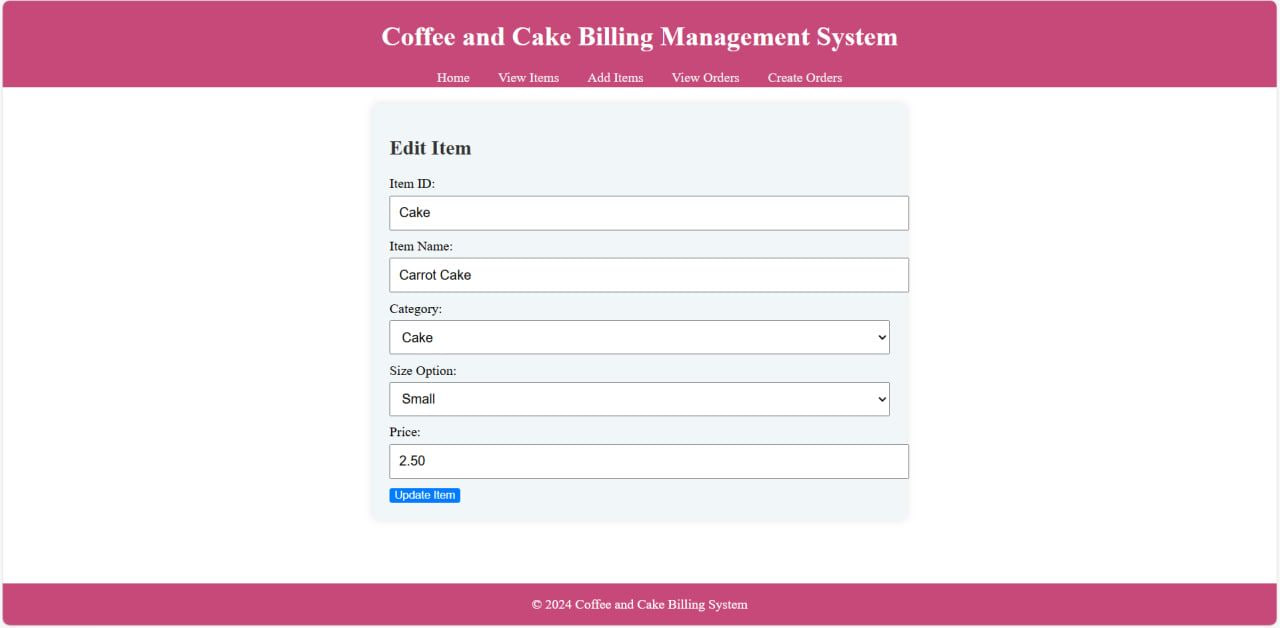 Coffee and Cake Billing Management System
Home View Items Add Items View Orders Create Orders
Edit Item
Item ID:
Cake
Item Name:
Carrot Cake
Category:
Cake
Size Option:
Small
Price:
2.50
Update Item
© 2024 Coffee and Cake Billing System